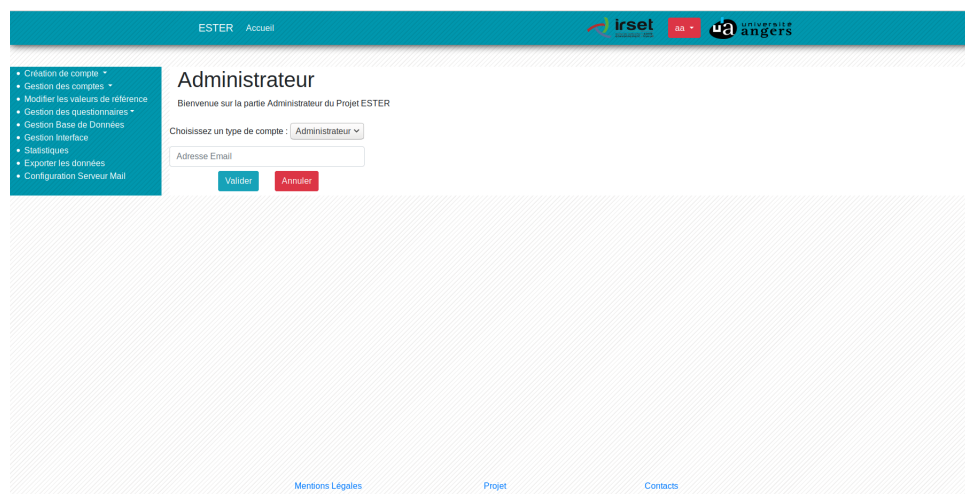 ESTER Accueil irset aa université angers
Création de compte
Gestion des comptes
Modifier les valeurs de référence
Gestion des questionnaires
Gestion Base de Données
Gestion Interface
Statistiques
Exporter les données
Configuration Serveur Mail
Administrateur
Bienvenue sur la partie Administrateur du Projet ESTER
Choisissez un type de compte : Administrateur
Adresse Email
Valider Annuler
Mentions Légales Projet Contacts